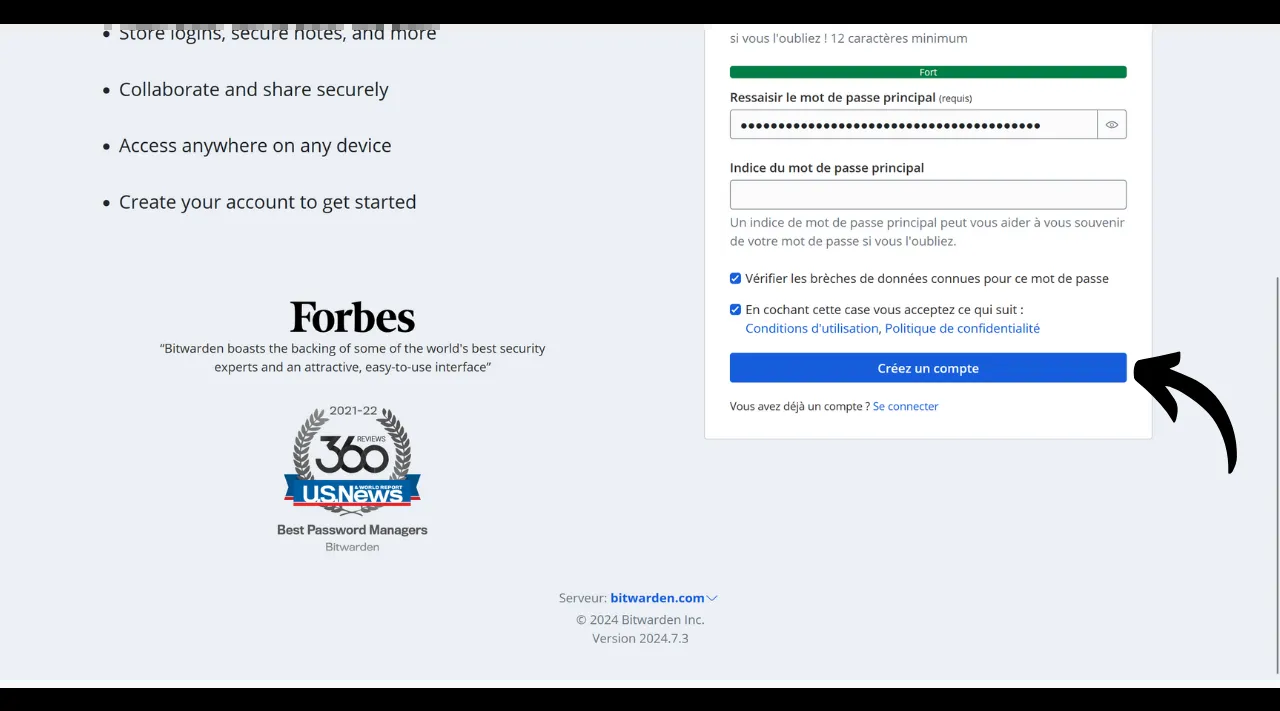 Store logins, secure notes, and more
Collaborate and share securely
Access anywhere on any device
Create your account to get started
Forbes
“Bitwarden boasts the backing of some of the world's best security
experts and an attractive, easy-to-use interface”
2021-22
360 REVIEWS
U.S.News & WORLD REPORT
Best Password Managers
Bitwarden
si vous l'oubliez ! 12 caractères minimum
Fort
Ressaisir le mot de passe principal (requis)
Indice du mot de passe principal
Un indice de mot de passe principal peut vous aider à vous souvenir
de votre mot de passe si vous l'oubliez.
Vérifier les brèches de données connues pour ce mot de passe
En cochant cette case vous acceptez ce qui suit :
Conditions d'utilisation, Politique de confidentialité
Créez un compte
Vous avez déjà un compte ? Se connecter
Serveur: bitwarden.com
© 2024 Bitwarden Inc.
Version 2024.7.3